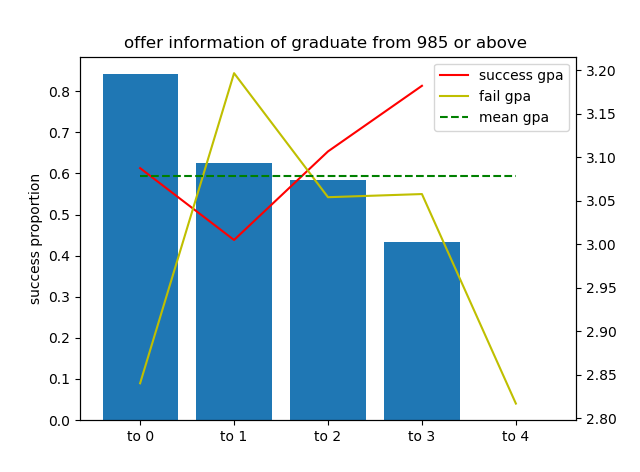 offer information of graduate from 985 or above
success gpa
fail gpa
mean gpa
success proportion
0.8
0.7
0.6
0.5
0.4
0.3
0.2
0.1
0.0
3.20
3.15
3.10
3.05
3.00
2.95
2.90
2.85
2.80
to 0
to 1
to 2
to 3
to 4